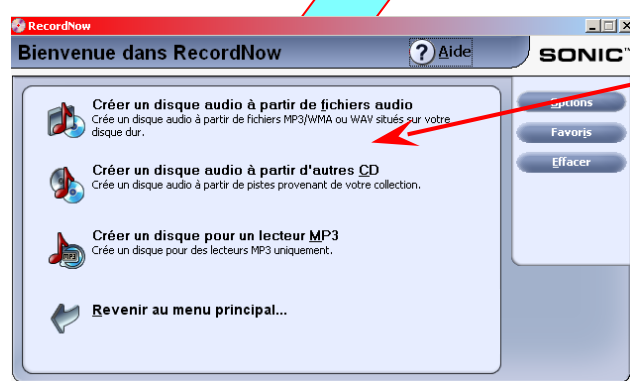 RecordNow
Bienvenue dans RecordNow
? Aide
SONIC™
Créer un disque audio à partir de fichiers audio
Crée un disque audio à partir de fichiers MP3/WMA ou WAV situés sur votre
disque dur.
Créer un disque audio à partir d'autres CD
Crée un disque audio à partir de pistes provenant de votre collection.
Créer un disque pour un lecteur MP3
MP3
Crée un disque pour des lecteurs MP3 uniquement.
Revenir au menu principal...
Options
Favoris
Effacer